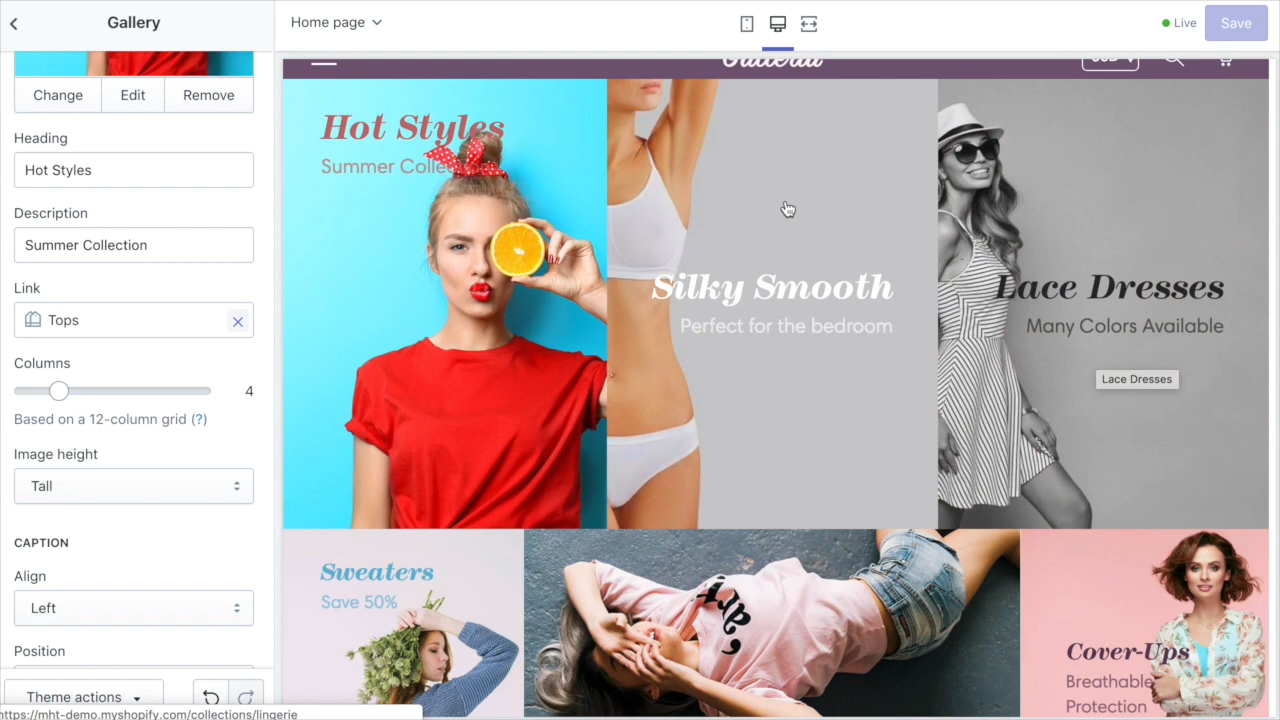 Gallery
Home page
Live
Save
Galleria
USD
Change
Edit
Remove
Heading
Hot Styles
Description
Summer Collection
Link
Tops
Columns
4
Based on a 12-column grid (?)
Image height
Tall
CAPTION
Align
Left
Position
Theme actions
https://mht-demo.myshopify.com/collections/lingerie
Hot Styles
Summer Collection
Silky Smooth
Perfect for the bedroom
Lace Dresses
Many Colors Available
Lace Dresses
Sweaters
Save 50%
Cover-Ups
Breathable
Protection